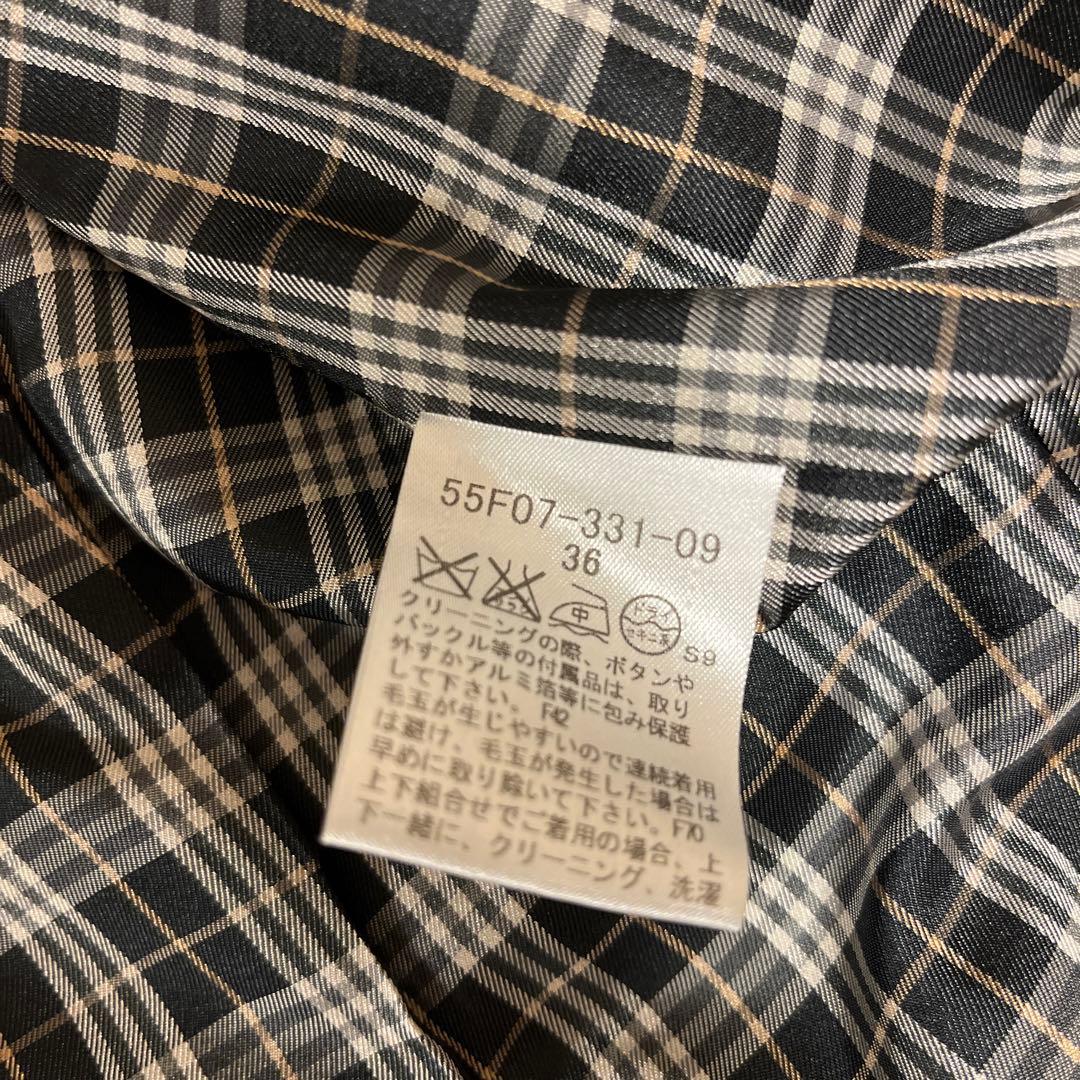 55F07-331-09
36
中 ドライ セキユ系 S9
クリーニングの際、ボタンや
バックル等の付属品は、取り
外すかアルミ箔等に包み保護
して下さい。 F42
毛玉が生じやすいので連続着用
は避け、毛玉が発生した場合は
早めに取り除いて下さい。F70
上下組合せでご着用の場合、上
下一緒に、クリーニング、洗濯